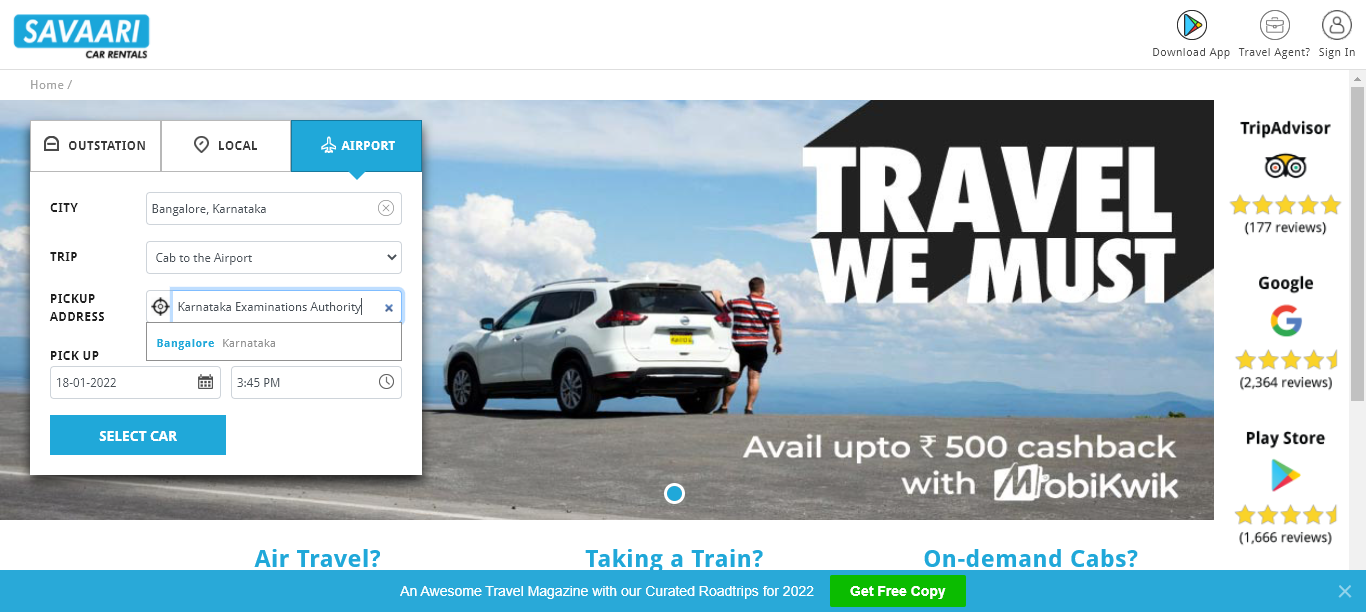 SAVAARI
CAR RENTALS
Download App
Travel Agent?
Sign In
Home /
OUTSTATION
LOCAL
AIRPORT
CITY
Bangalore, Karnataka
TRIP
Cab to the Airport
PICKUP
ADDRESS
Karnataka Examinations Authority
Bangalore Karnataka
PICK UP
18-01-2022
3:45 PM
SELECT CAR
TRAVEL
WE MUST
Avail upto ₹ 500 cashback
with MobiKwik
TripAdvisor
(177 reviews)
Google
(2,364 reviews)
Play Store
(1,666 reviews)
Air Travel?
Taking a Train?
On-demand Cabs?
An Awesome Travel Magazine with our Curated Roadtrips for 2022
Get Free Copy